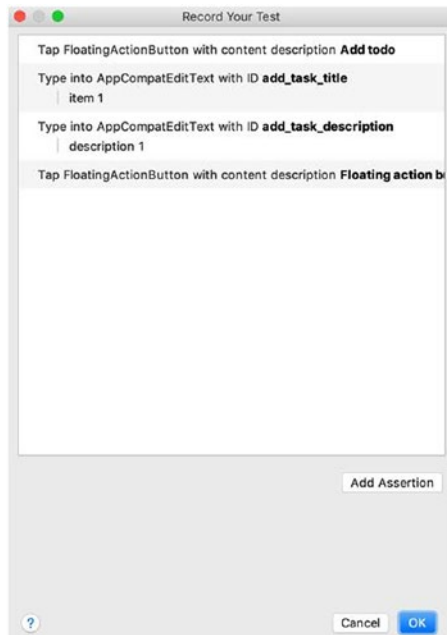 Record Your Test
Tap FloatingActionButton with content description Add todo
Type into AppCompatEditText with ID add_task_title
item 1
Type into AppCompatEditText with ID add_task_description
description 1
Tap FloatingActionButton with content description Floating action b
Add Assertion
?
Cancel
OK